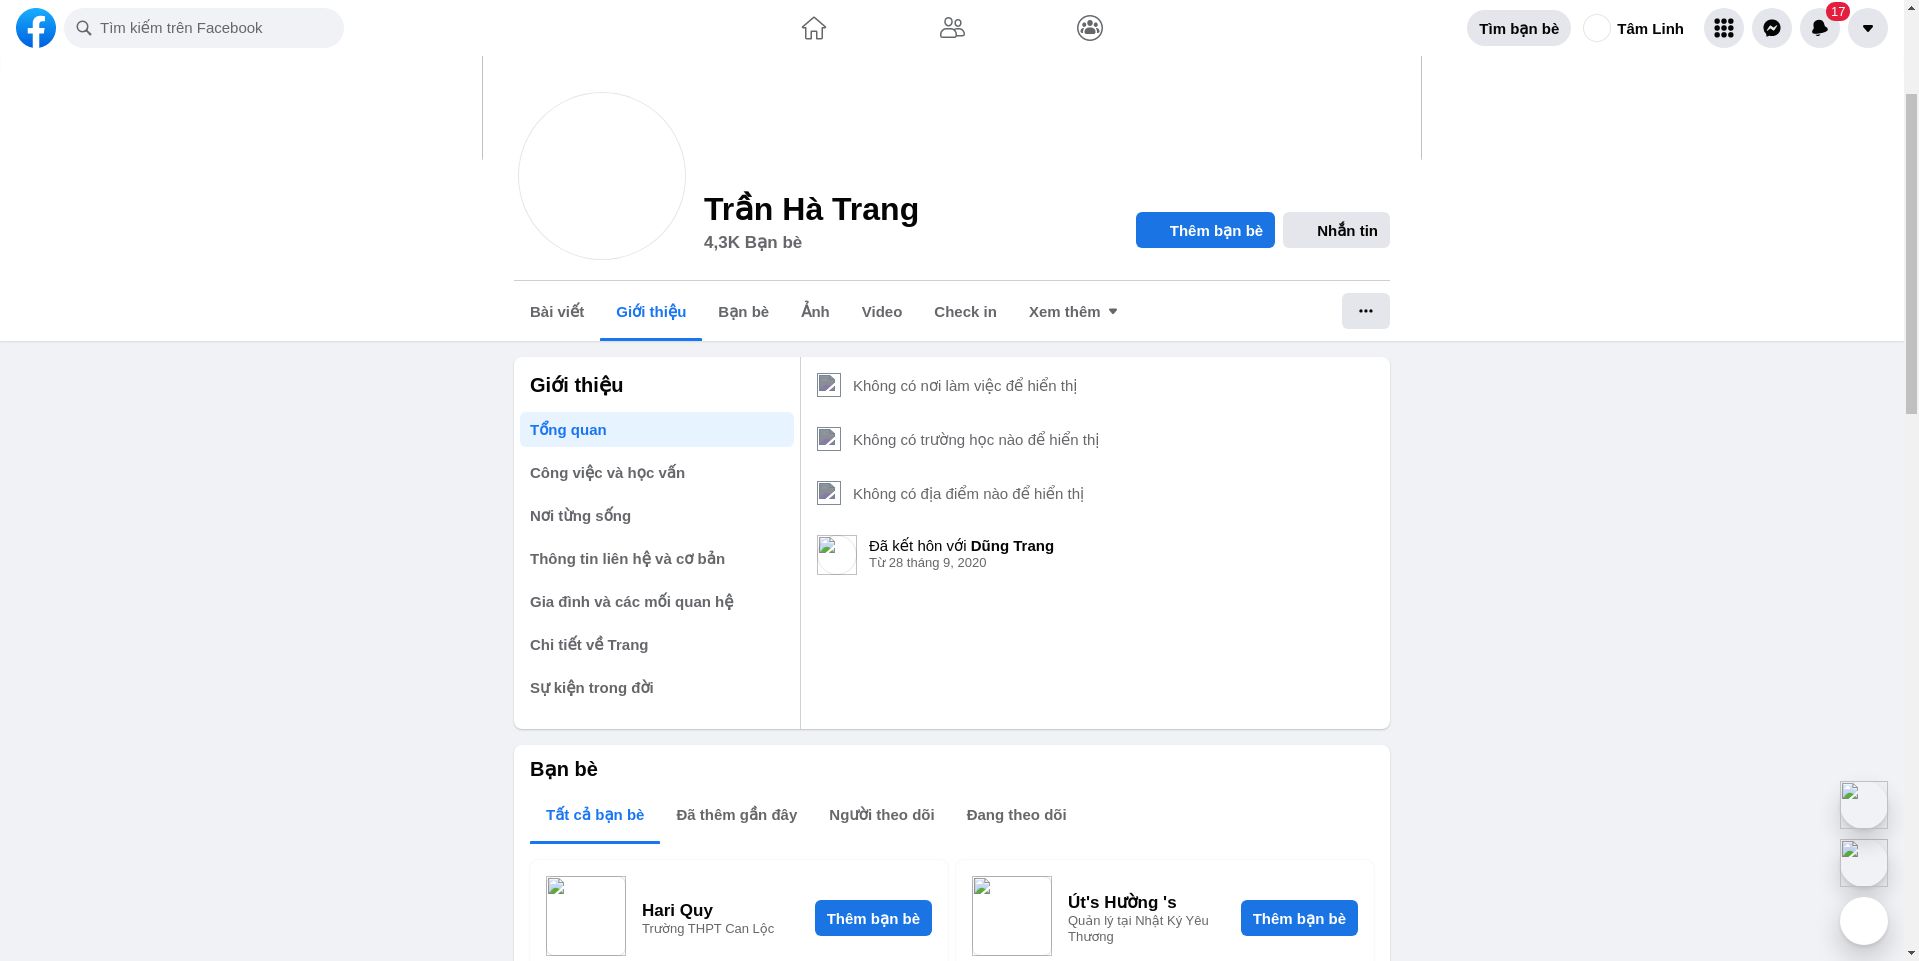 Tìm kiếm trên Facebook
Tìm bạn bè
Tâm Linh
17
Trần Hà Trang
4,3K Bạn bè
Thêm bạn bè
Nhắn tin
Bài viết
Giới thiệu
Bạn bè
Ảnh
Video
Check in
Xem thêm
Giới thiệu
Tổng quan
Công việc và học vấn
Nơi từng sống
Thông tin liên hệ và cơ bản
Gia đình và các mối quan hệ
Chi tiết về Trang
Sự kiện trong đời
Không có nơi làm việc để hiển thị
Không có trường học nào để hiển thị
Không có địa điểm nào để hiển thị
Đã kết hôn với Dũng Trang
Từ 28 tháng 9, 2020
Bạn bè
Tất cả bạn bè
Đã thêm gần đây
Người theo dõi
Đang theo dõi
Hari Quy
Trường THPT Can Lộc
Thêm bạn bè
Út's Hường 's
Quản lý tại Nhật Ký Yêu
Thương
Thêm bạn bè